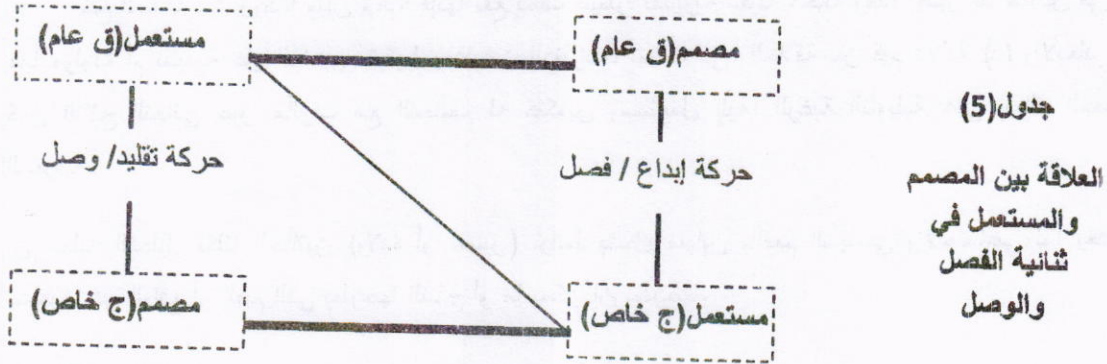 مصمم(ق عام)
مستعمل(ق عام)
حركة إبداع / فصل
حركة تقليد/ وصل
مستعمل(ج خاص)
مصمم(ج خاص)
جدول(5)
العلاقة بين المصمم
والمستعمل في
ثنائية الفصل
والوصل